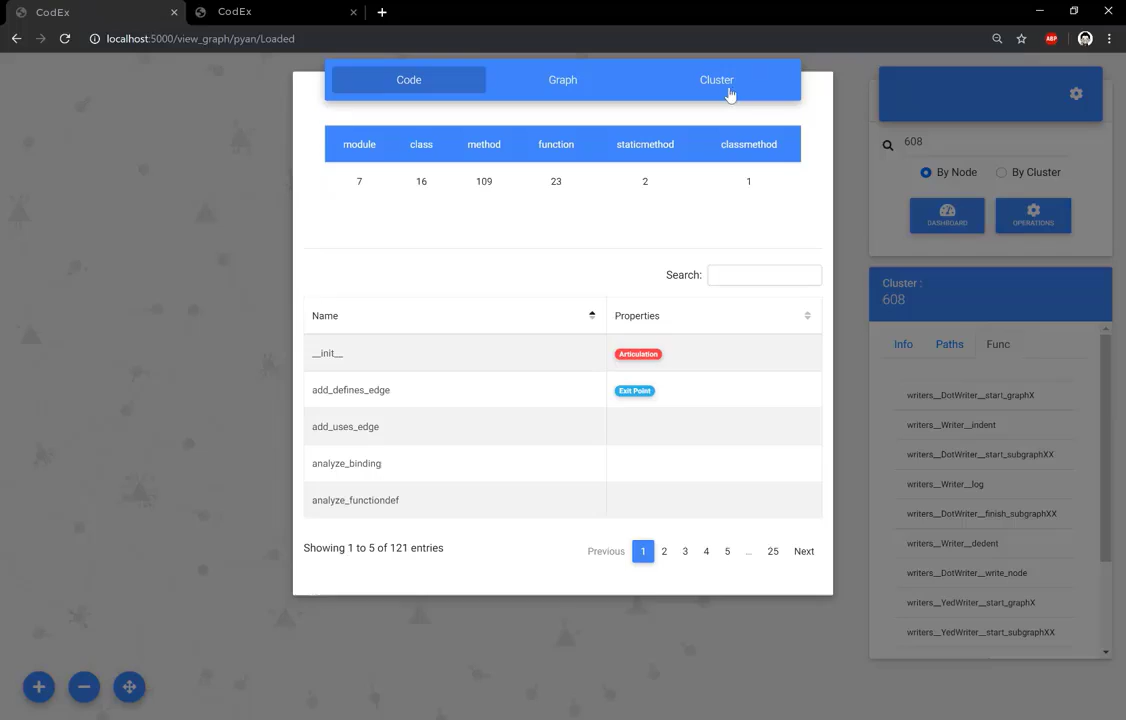 CodEx
CodEx
localhost:5000/view_graph/pyan/Loaded
ABP
Code Graph Cluster
module class method function staticmethod classmethod
7 16 109 23 2 1
Search:
Name Properties
__init__ Articulation
add_defines_edge Exit Point
add_uses_edge
analyze_binding
analyze_functiondef
Showing 1 to 5 of 121 entries
Previous 1 2 3 4 5 ... 25 Next
608
By Node By Cluster
DASHBOARD OPERATIONS
Cluster :
608
Info Paths Func
writers__DotWriter__start_graphX
writers__Writer__indent
writers__DotWriter__start_subgraphXX
writers__Writer__log
writers__DotWriter__finish_subgraphXX
writers__Writer__dedent
writers__DotWriter__write_node
writers__YedWriter__start_graphX
writers__YedWriter__start_subgraphXX